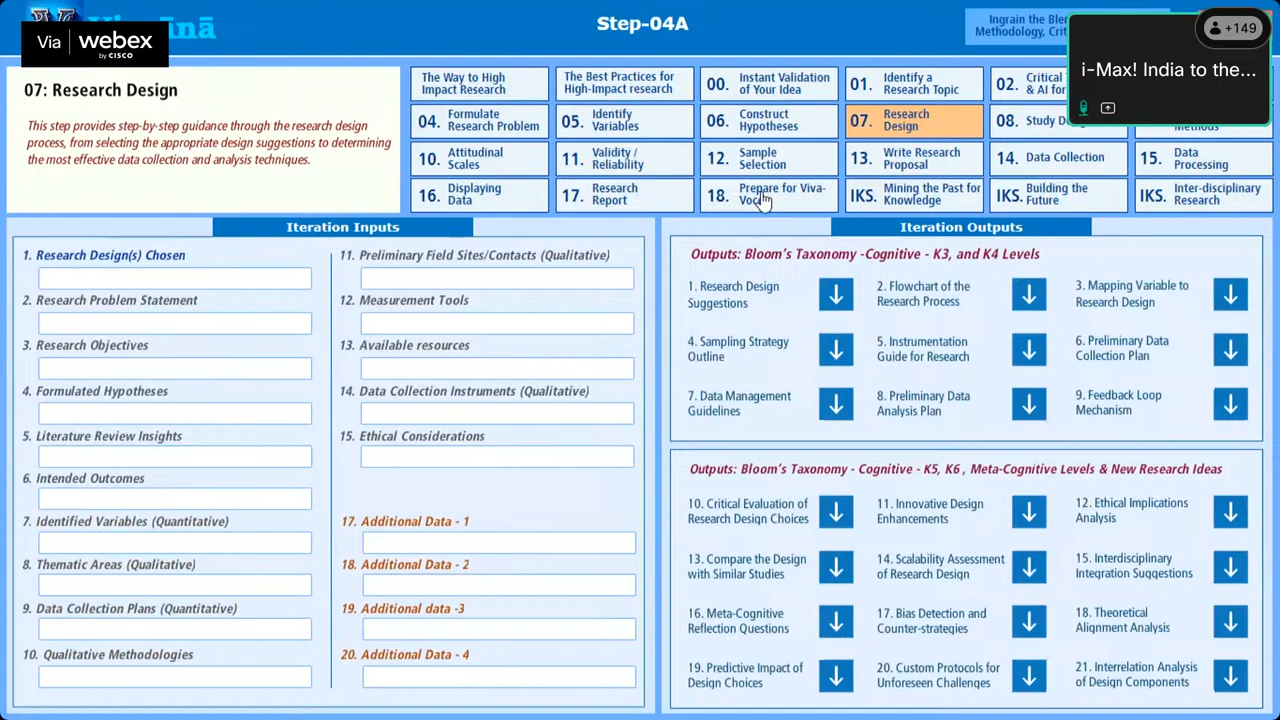 Step-04A
Ingrain the Ble
Methodology, Crit
Via webex
by CISCO
+149
i-Max! India to the...
07: Research Design
This step provides step-by-step guidance through the research design
process, from selecting the appropriate design suggestions to determining
the most effective data collection and analysis techniques.
The Way to High
Impact Research
The Best Practices for
High-Impact research
00. Instant Validation
of Your Idea
01. Identify a
Research Topic
02. Critical
& AI for
04. Formulate
Research Problem
05. Identify
Variables
06. Construct
Hypotheses
07. Research
Design
08. Study
Methods
10. Attitudinal
Scales
11. Validity /
Reliability
12. Sample
Selection
13. Write Research
Proposal
14. Data Collection
15. Data
Processing
16. Displaying
Data
17. Research
Report
18. Prepare for Viva-
Voce
IKS. Mining the Past for
Knowledge
IKS. Building the
Future
IKS. Inter-disciplinary
Research
Iteration Inputs
1. Research Design(s) Chosen
2. Research Problem Statement
3. Research Objectives
4. Formulated Hypotheses
5. Literature Review Insights
6. Intended Outcomes
7. Identified Variables (Quantitative)
8. Thematic Areas (Qualitative)
9. Data Collection Plans (Quantitative)
10. Qualitative Methodologies
11. Preliminary Field Sites/Contacts (Qualitative)
12. Measurement Tools
13. Available resources
14. Data Collection Instruments (Qualitative)
15. Ethical Considerations
17. Additional Data - 1
18. Additional Data - 2
19. Additional data -3
20. Additional Data - 4
Iteration Outputs
Outputs: Bloom's Taxonomy -Cognitive - K3, and K4 Levels
1. Research Design
Suggestions
2. Flowchart of the
Research Process
3. Mapping Variable to
Research Design
4. Sampling Strategy
Outline
5. Instrumentation
Guide for Research
6. Preliminary Data
Collection Plan
7. Data Management
Guidelines
8. Preliminary Data
Analysis Plan
9. Feedback Loop
Mechanism
Outputs: Bloom's Taxonomy - Cognitive - K5, K6 , Meta-Cognitive Levels & New Research Ideas
10. Critical Evaluation of
Research Design Choices
11. Innovative Design
Enhancements
12. Ethical Implications
Analysis
13. Compare the Design
with Similar Studies
14. Scalability Assessment
of Research Design
15. Interdisciplinary
Integration Suggestions
16. Meta-Cognitive
Reflection Questions
17. Bias Detection and
Counter-strategies
18. Theoretical
Alignment Analysis
19. Predictive Impact of
Design Choices
20. Custom Protocols for
Unforeseen Challenges
21. Interrelation Analysis
of Design Components